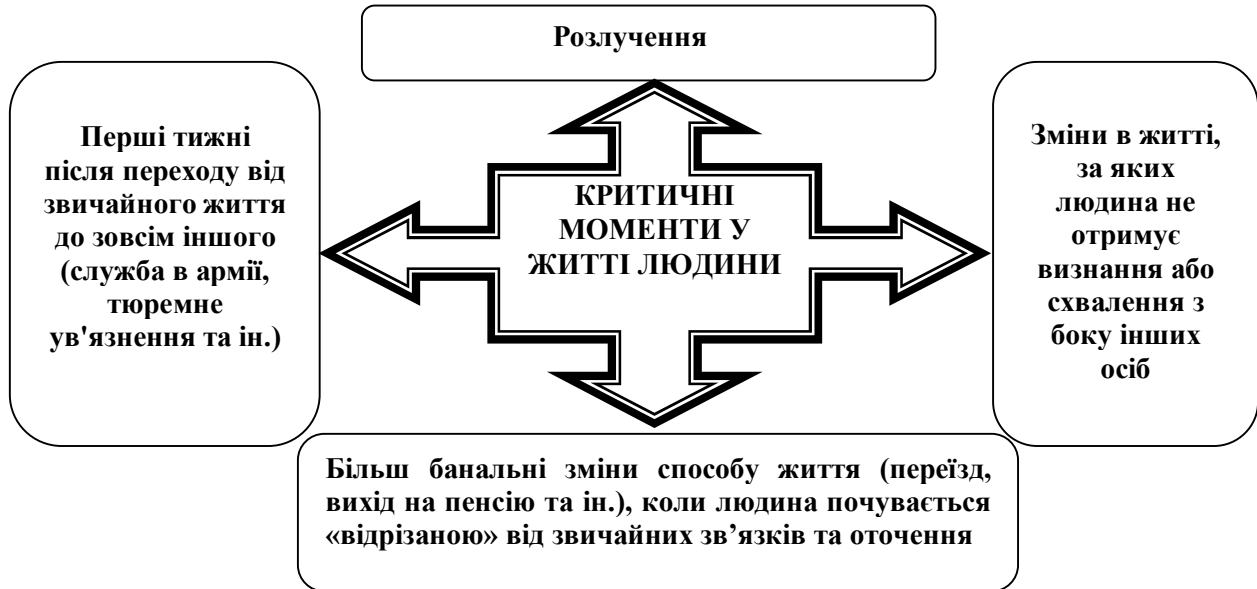 Розлучення
Перші тижні
після переходу від
звичайного життя
до зовсім іншого
(служба в армії,
тюремне
ув'язнення та ін.)
КРИТИЧНІ
МОМЕНТИ У
ЖИТТІ ЛЮДИНИ
Зміни в житті,
за яких
людина не
отримує
визнання або
схвалення з
боку інших
осіб
Більш банальні зміни способу життя (переїзд,
вихід на пенсію та ін.), коли людина почувається
«відрізаною» від звичайних зв’язків та оточення